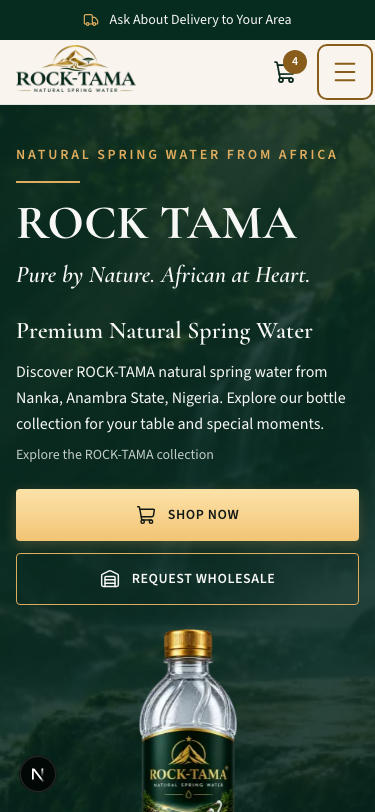 Ask About Delivery to Your Area
ROCK-TAMA
NATURAL SPRING WATER
4
NATURAL SPRING WATER FROM AFRICA
ROCK TAMA
Pure by Nature. African at Heart.
Premium Natural Spring Water
Discover ROCK-TAMA natural spring water from
Nanka, Anambra State, Nigeria. Explore our bottle
collection for your table and special moments.
Explore the ROCK-TAMA collection
SHOP NOW
REQUEST WHOLESALE
ROCK-TAMA
NATURAL SPRING WATER
N